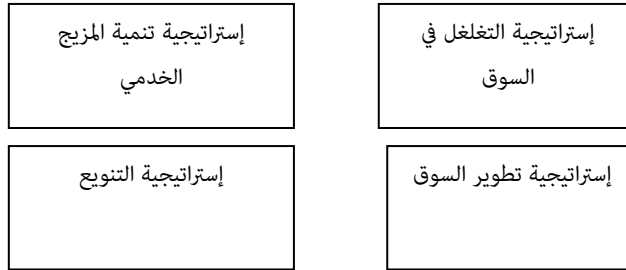 إستراتيجية التغلغل في
السوق
إستراتيجية تنمية المزيج
الخدمي
إستراتيجية تطوير السوق
إستراتيجية التنويع